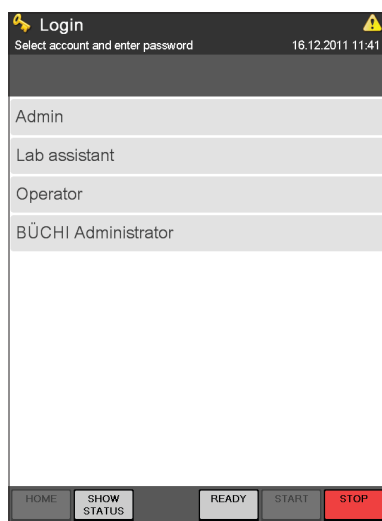 Login
Select account and enter password 16.12.2011 11:41
Admin
Lab assistant
Operator
BÜCHI Administrator
HOME SHOW STATUS READY START STOP